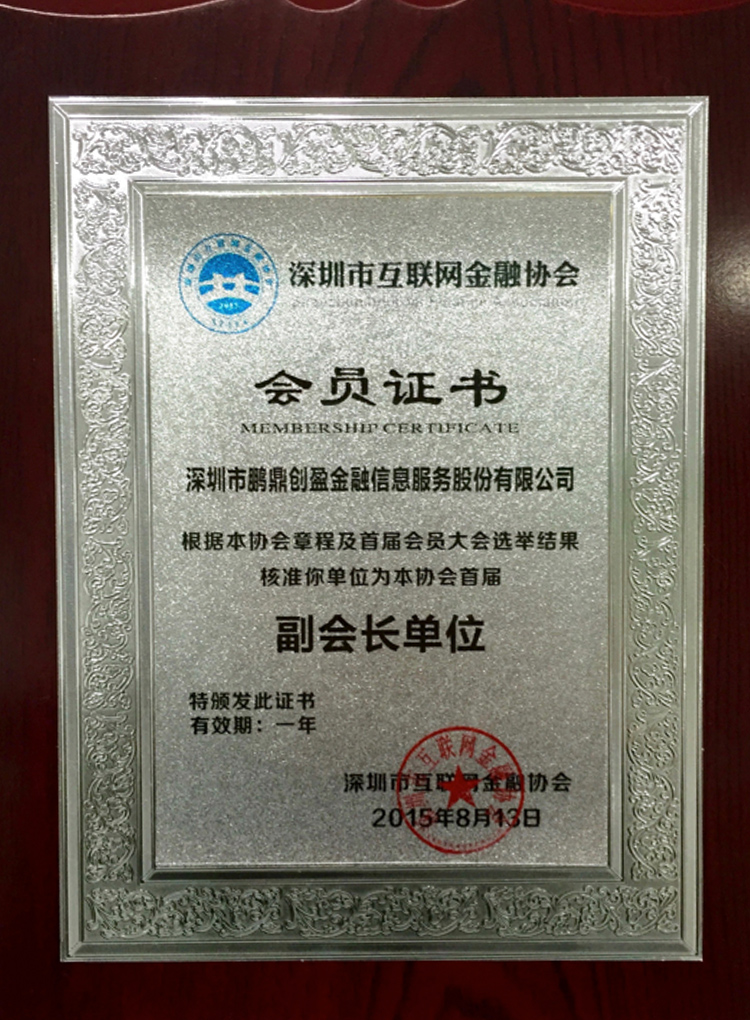 深圳市互联网金融协会
会员证书
MEMBERSHIP CERTIFICATE
深圳市鹏鼎创盈金融信息服务股份有限公司
根据本协会章程及首届会员大会选举结果
核准你单位为本协会首届
副会长单位
特颁发此证书
有效期：一年
深圳市互联网金融协会
2015年8月13日